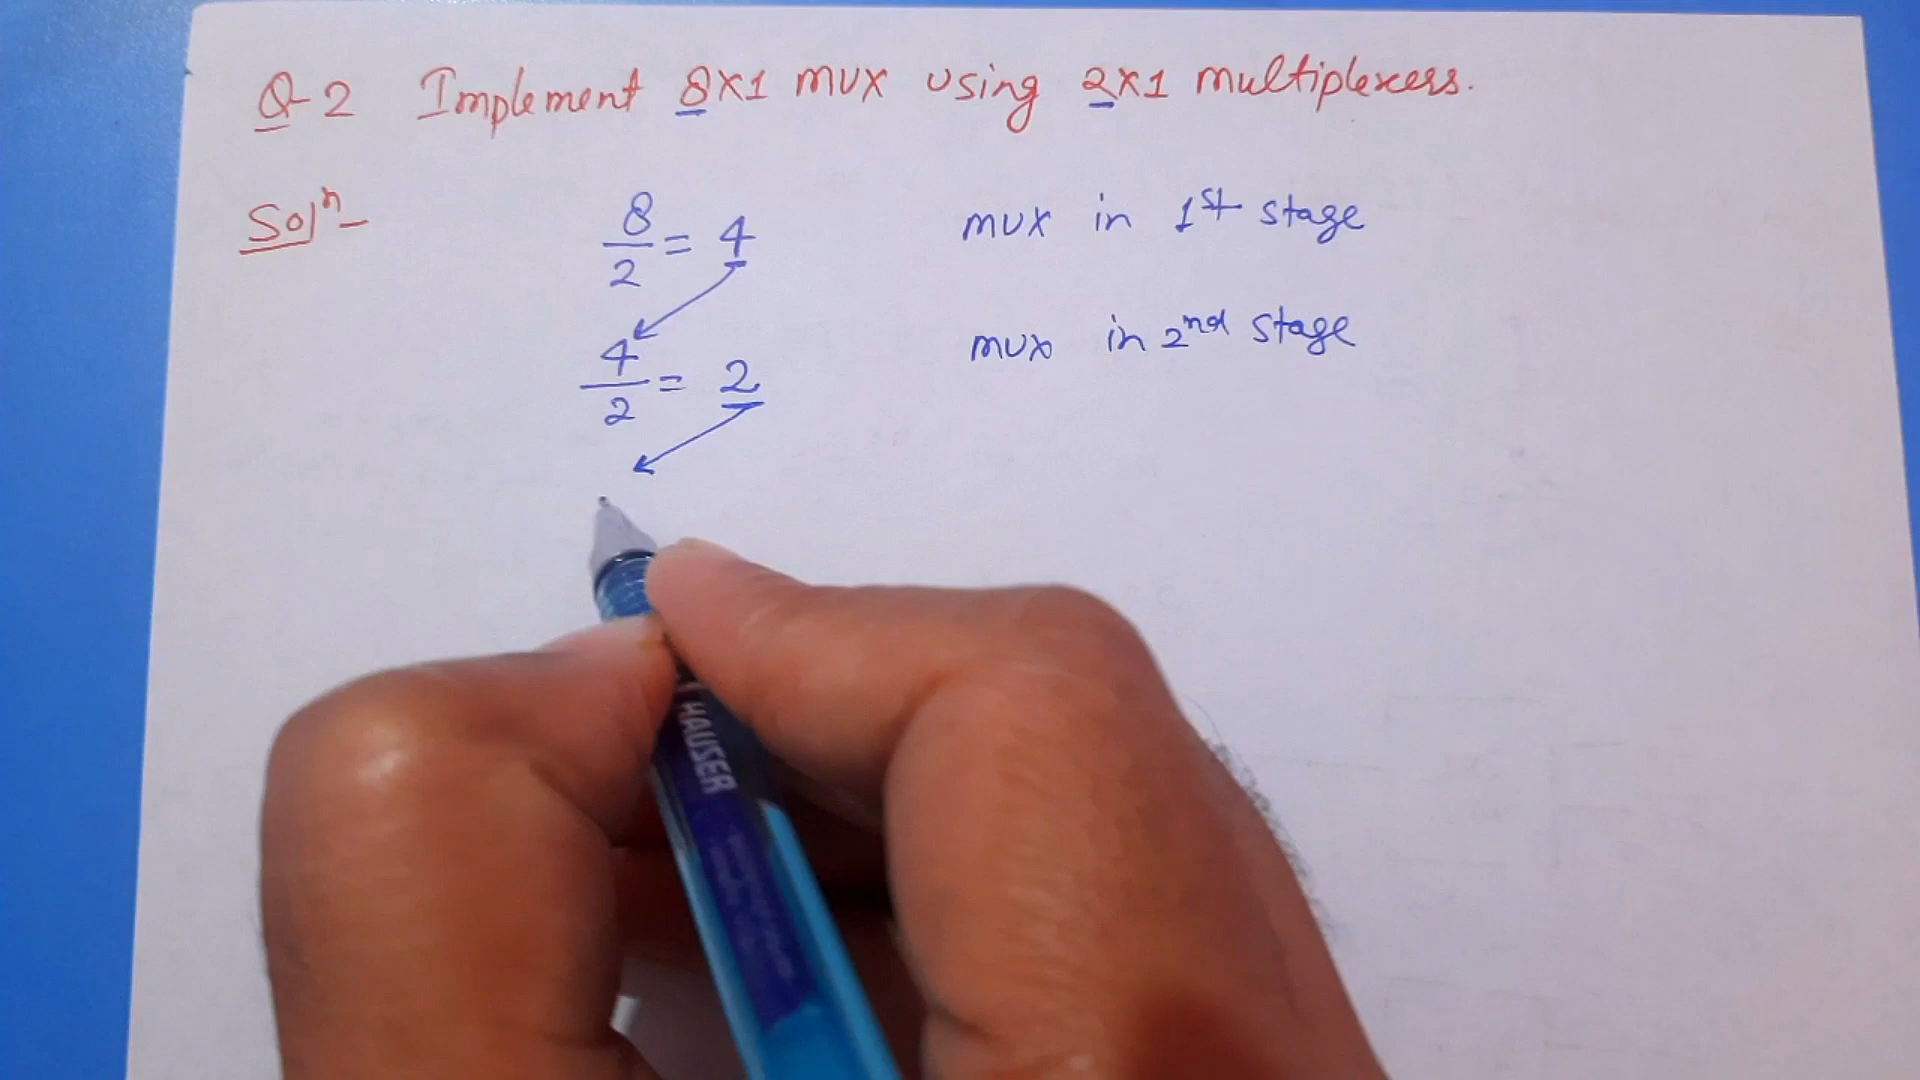 Q-2 Implement 8X1 MUX using 2X1 multiplexers.
Solⁿ-
8/2 = 4 mux in 1st stage
4/2 = 2 mux in 2nd stage
HAUSER